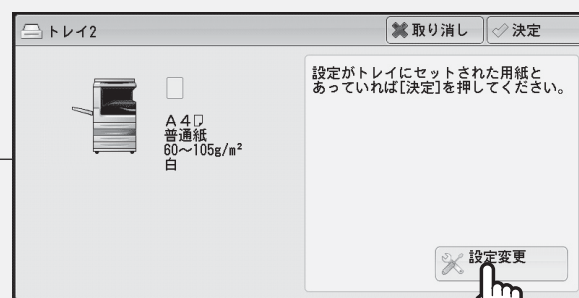 トレイ2
取り消し
決定
設定がトレイにセットされた用紙と
あっていれば[決定]を押してください。
A4
普通紙
60～105g/m²
白
設定変更